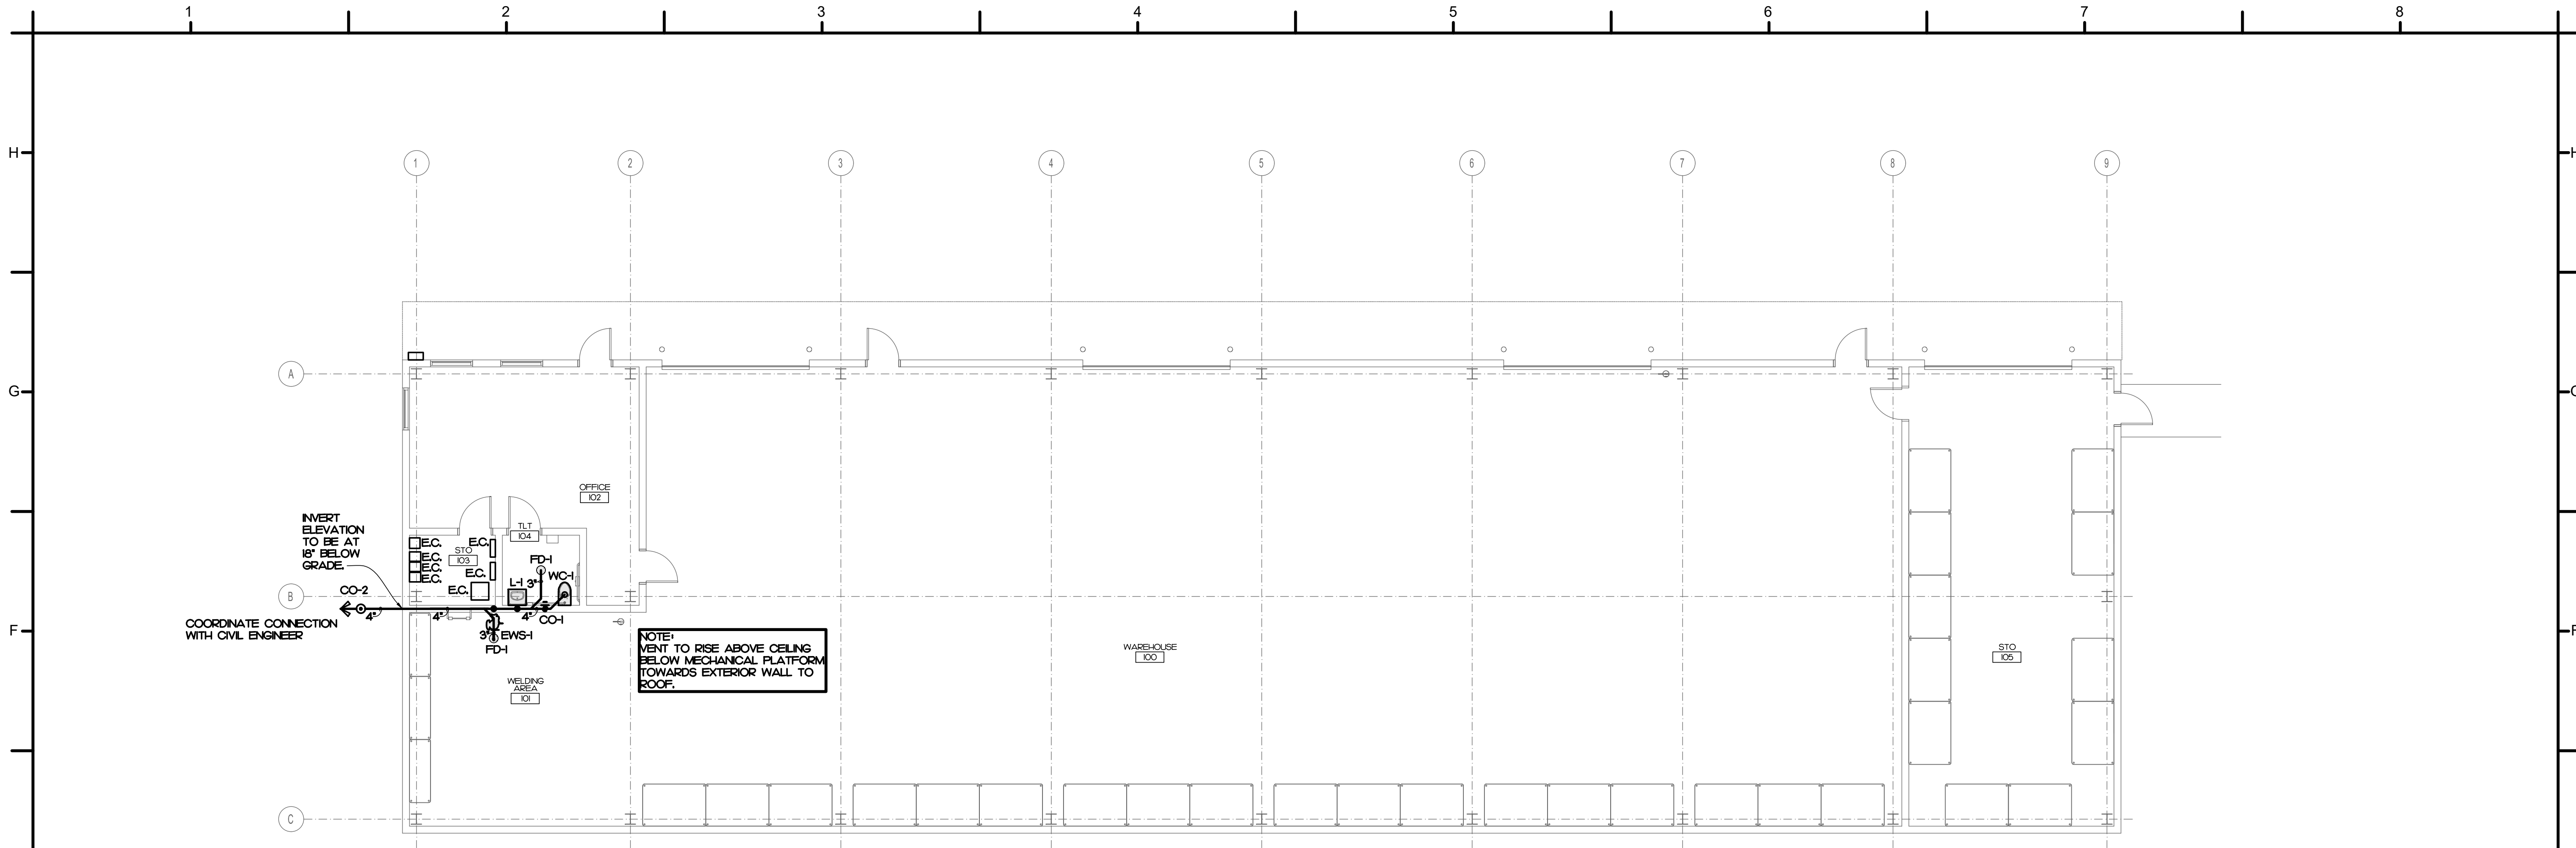 1 2 3 4 5 6 7 8
H H
1 2 3 4 5 6 7 8 9
A
G G
OFFICE
102
INVERT
ELEVATION
TO BE AT
18" BELOW
GRADE.
TLT
104
E.C. E.C.
STO
103
E.C.
E.C.
E.C.
E.C.
E.C.
FD-1
WC-1
L-1 3"
CO-2
B
4" 4" 4"
CO-1
COORDINATE CONNECTION
WITH CIVIL ENGINEER
3" EWS-1
FD-1
F F
NOTE:
VENT TO RISE ABOVE CEILING
BELOW MECHANICAL PLATFORM
TOWARDS EXTERIOR WALL TO
ROOF.
WAREHOUSE
100
STO
105
WELDING
AREA
101
C